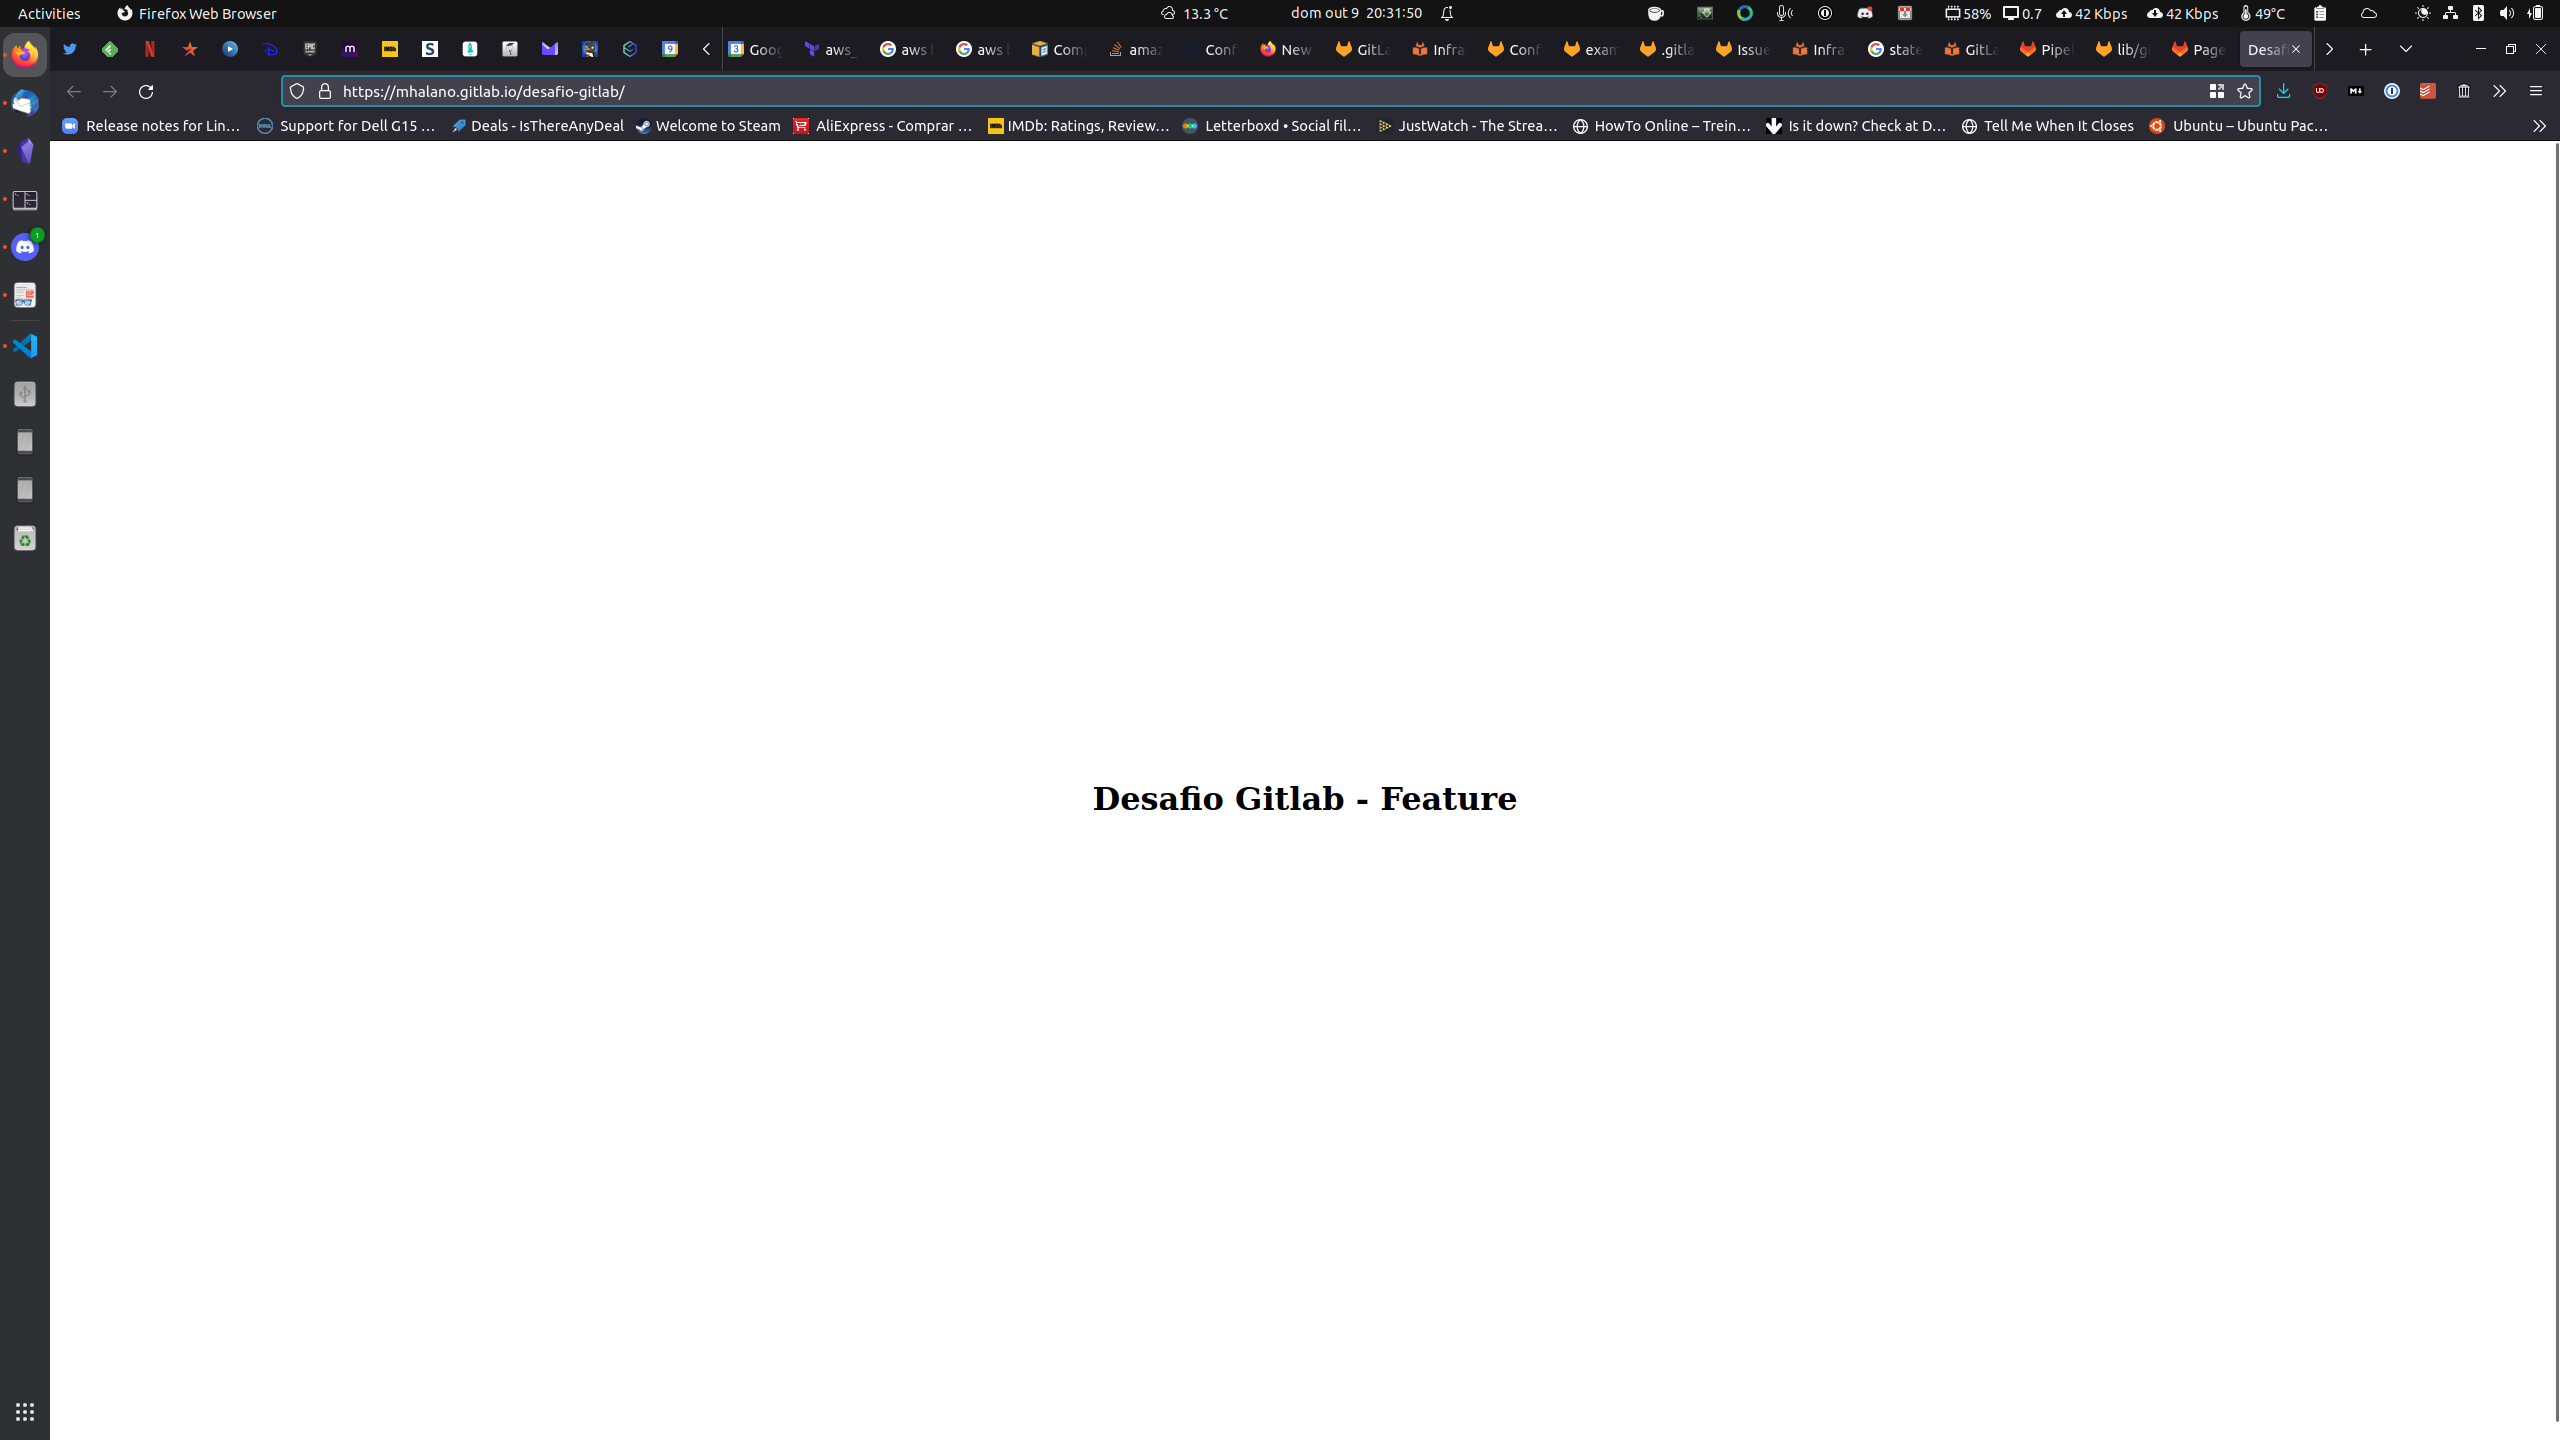 Activities Firefox Web Browser 13.3 °C dom out 9 20:31:50 58% 0.7 42 Kbps 42 Kbps 49°C
Goog aws_ aws b aws b Comp amaz Conf New GitLa Infra Conf exam .gitla Issue Infra state GitLa Pipel lib/gi Page Desaf
https://mhalano.gitlab.io/desafio-gitlab/
Release notes for Lin… Support for Dell G15 … Deals - IsThereAnyDeal Welcome to Steam AliExpress - Comprar … IMDb: Ratings, Review… Letterboxd • Social fil… JustWatch - The Strea… HowTo Online – Trein… Is it down? Check at D… Tell Me When It Closes Ubuntu – Ubuntu Pac…
Desafio Gitlab - Feature